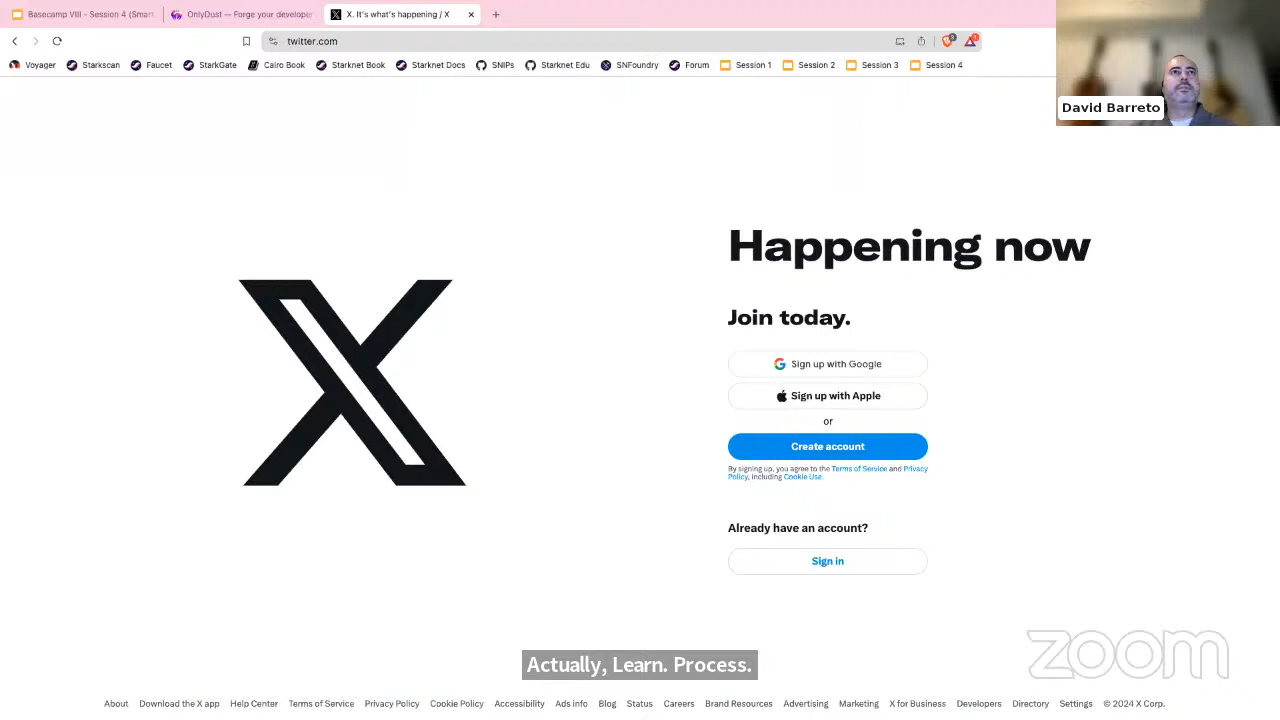 Basecamp VIII - Session 4 (Smart
OnlyDust — Forge your developer
X. It's what's happening / X
twitter.com
Voyager
Starkscan
Faucet
StarkGate
Cairo Book
Starknet Book
Starknet Docs
SNIPs
Starknet Edu
SNFoundry
Forum
Session 1
Session 2
Session 3
Session 4
David Barreto
Happening now
Join today.
Sign up with Google
Sign up with Apple
or
Create account
By signing up, you agree to the Terms of Service and Privacy
Policy, including Cookie Use.
Already have an account?
Sign in
Actually, Learn. Process.
zoom
About Download the X app Help Center Terms of Service Privacy Policy Cookie Policy Accessibility Ads info Blog Status Careers Brand Resources Advertising Marketing X for Business Developers Directory Settings © 2024 X Corp.